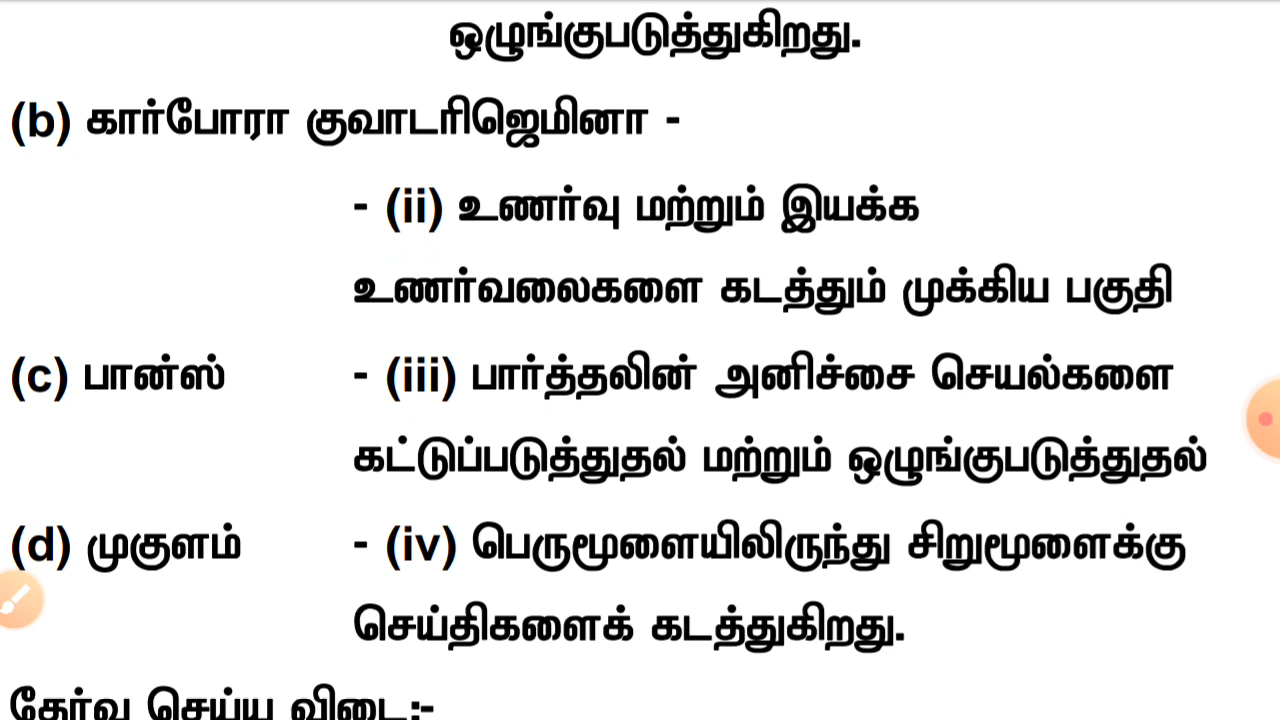 ஒழுங்குபடுத்துகிறது.
(b) கார்போரா குவாடரிஜெமினா -
- (ii) உணர்வு மற்றும் இயக்க
உணர்வலைகளை கடத்தும் முக்கிய பகுதி
(c) பான்ஸ் - (iii) பார்த்தலின் அனிச்சை செயல்களை
கட்டுப்படுத்துதல் மற்றும் ஒழுங்குபடுத்துதல்
(d) முகுளம் - (iv) பெருமூளையிலிருந்து சிறுமூளைக்கு
செய்திகளைக் கடத்துகிறது.
தேர்வு செய்ய விடை:-